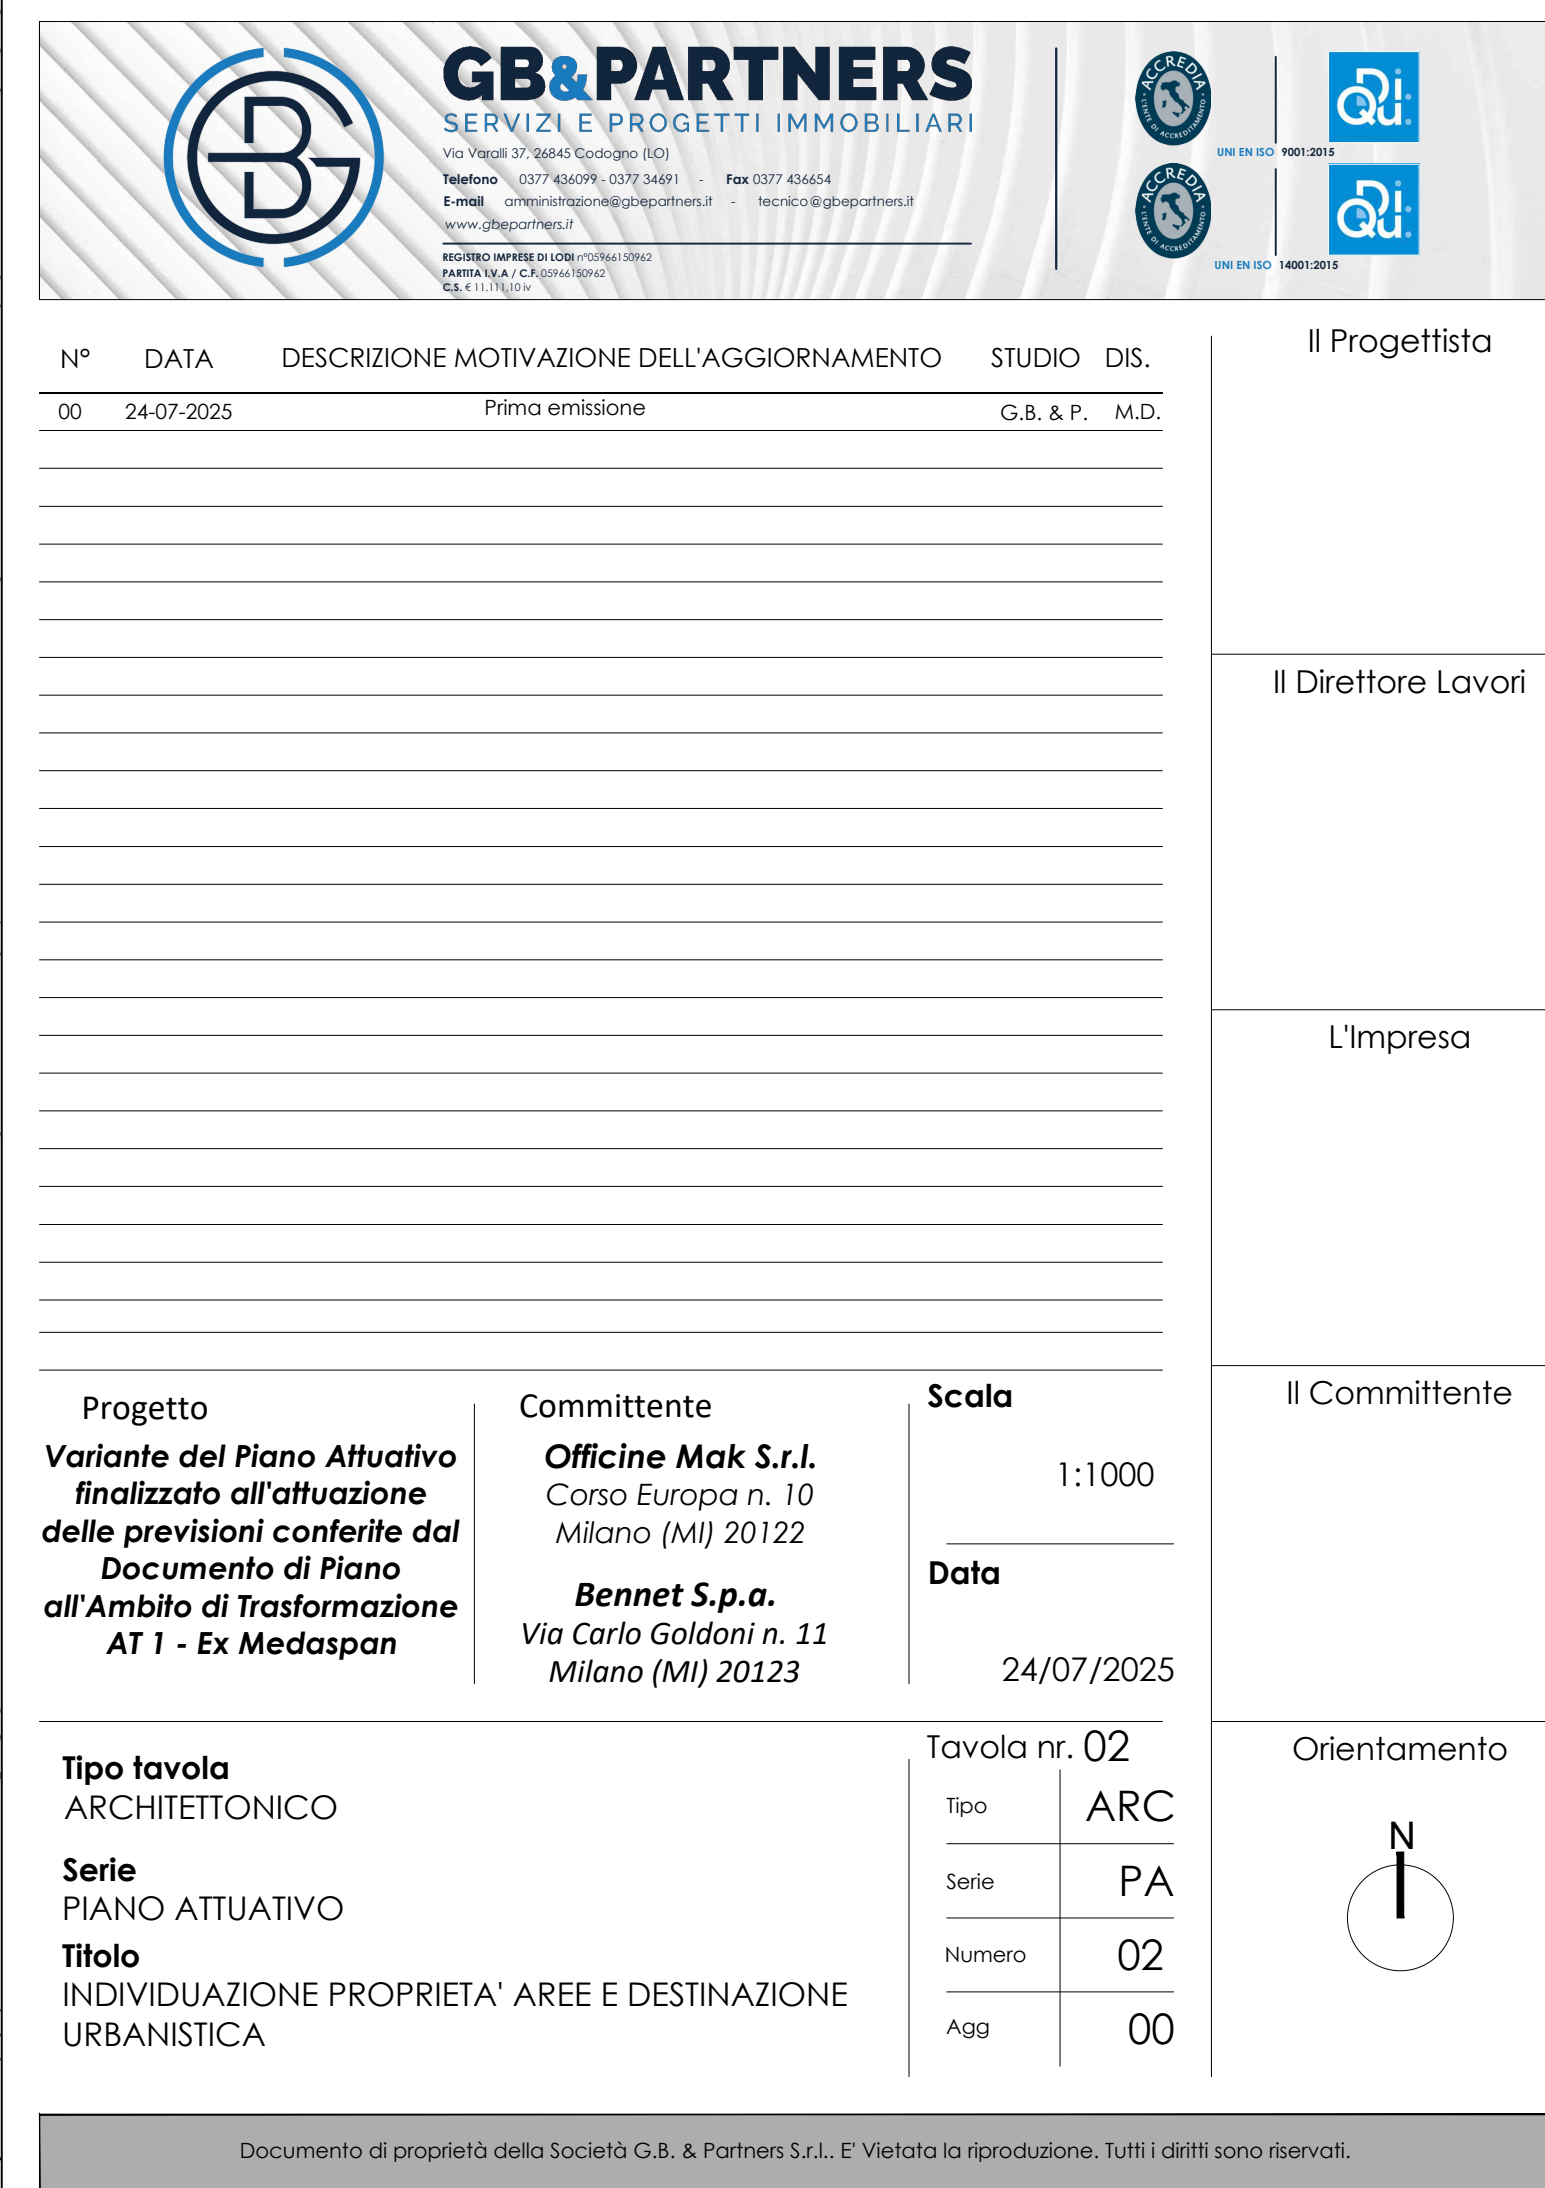 GB&PARTNERS
SERVIZI E PROGETTI IMMOBILIARI
Via Varalli 37, 26845 Codogno (LO)
Telefono 0377 436099 - 0377 34691 - Fax 0377 436654
E-mail amministrazione@gbepartners.it - tecnico@gbepartners.it
www.gbepartners.it
REGISTRO IMPRESE DI LODI n°05966150962
PARTITA I.V.A / C.F. 05966150962
C.S. € 11.111,10 iv
ACCREDIA
L'ENTE DI ACCREDITAMENTO
QDi:
UNI EN ISO 9001:2015
ACCREDIA
L'ENTE DI ACCREDITAMENTO
UNI EN ISO 14001:2015
N° DATA DESCRIZIONE MOTIVAZIONE DELL'AGGIORNAMENTO STUDIO DIS.
00 24-07-2025 Prima emissione G.B. & P. M.D.
Il Progettista
Il Direttore Lavori
L'Impresa
Il Committente
Progetto
Variante del Piano Attuativo
finalizzato all'attuazione
delle previsioni conferite dal
Documento di Piano
all'Ambito di Trasformazione
AT 1 - Ex Medaspan
Committente
Officine Mak S.r.l.
Corso Europa n. 10
Milano (MI) 20122
Bennet S.p.a.
Via Carlo Goldoni n. 11
Milano (MI) 20123
Scala
1:1000
Data
24/07/2025
Tipo tavola
ARCHITETTONICO
Serie
PIANO ATTUATIVO
Titolo
INDIVIDUAZIONE PROPRIETA' AREE E DESTINAZIONE
URBANISTICA
Tavola nr. 02
Tipo ARC
Serie PA
Numero 02
Agg 00
Orientamento
N
Documento di proprietà della Società G.B. & Partners S.r.l.. E' Vietata la riproduzione. Tutti i diritti sono riservati.